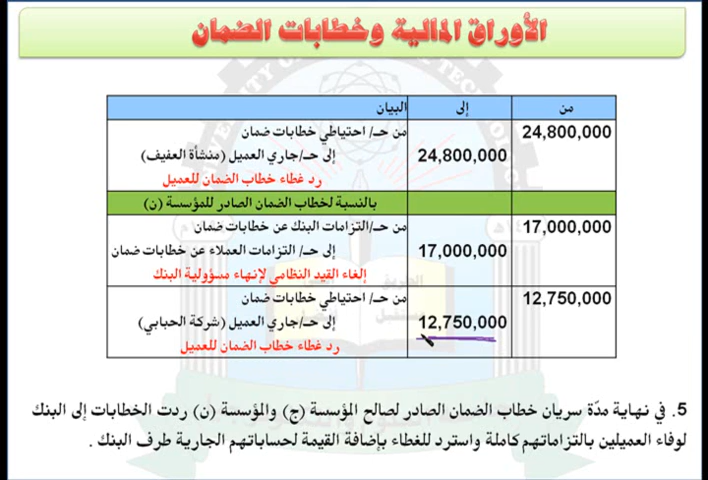 الأوراق المالية وخطابات الضمان
من إلى البيان
24,800,000 من حـ/ احتياطي خطابات ضمان
24,800,000 إلى حـ/جاري العميل (منشأة العفيف)
رد غطاء خطاب الضمان للعميل
بالنسبة لخطاب الضمان الصادر للمؤسسة (ن)
17,000,000 من حـ/التزامات البنك عن خطابات ضمان
17,000,000 إلى حـ/ التزامات العملاء عن خطابات ضمان
إلغاء القيد النظامي لإنهاء مسؤولية البنك
12,750,000 من حـ/ احتياطي خطابات ضمان
12,750,000 إلى حـ/جاري العميل (شركة الحبابي)
رد غطاء خطاب الضمان للعميل
5. في نهاية مدّة سريان خطاب الضمان الصادر لصالح المؤسسة (ج) والمؤسسة (ن) ردت الخطابات إلى البنك
لوفاء العميلين بالتزاماتهم كاملة واسترد للغطاء بإضافة القيمة لحساباتهم الجارية طرف البنك .